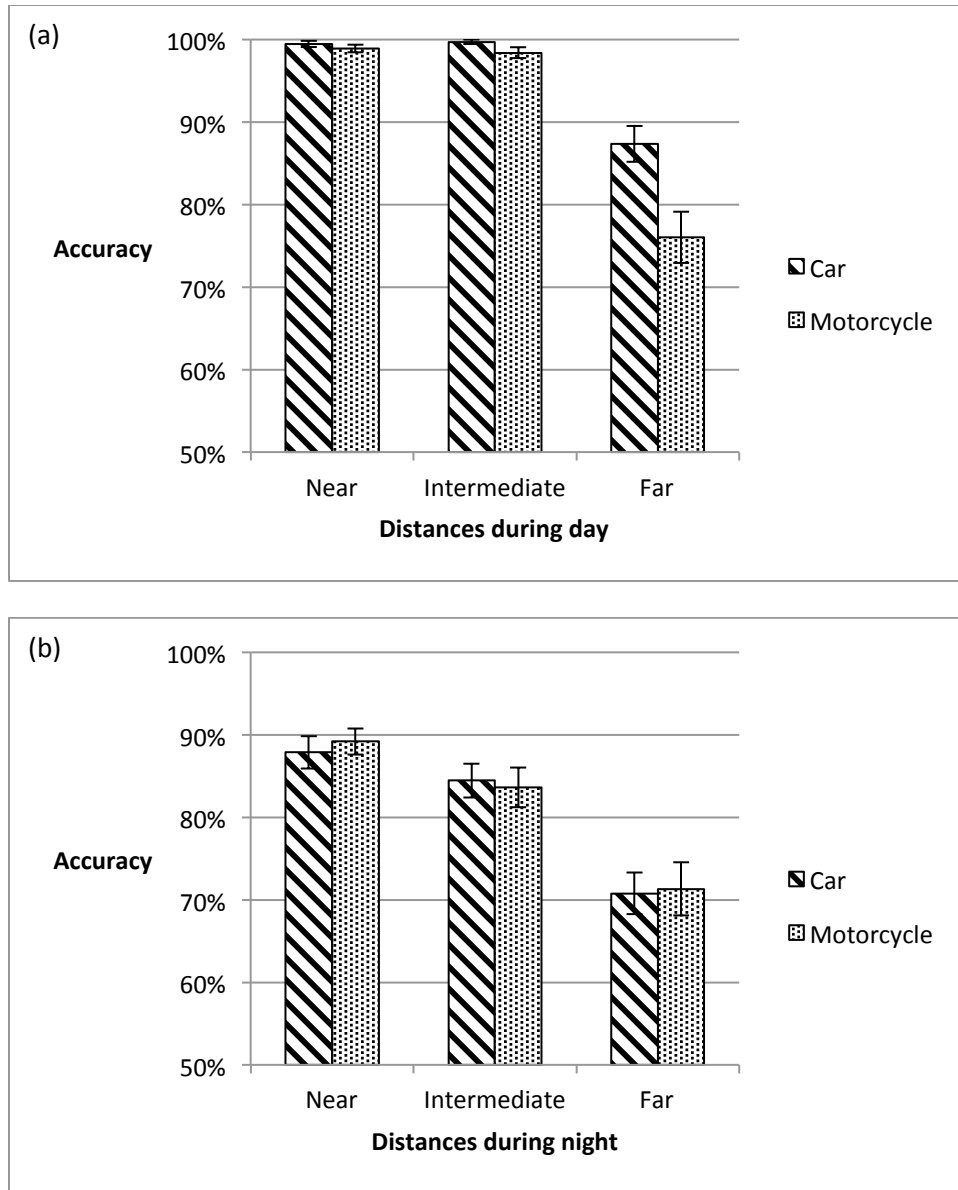 (a)
100%
90%
80%
70%
60%
50%
Accuracy
Near Intermediate Far
Distances during day
Car
Motorcycle
(b)
100%
90%
80%
70%
60%
50%
Accuracy
Near Intermediate Far
Distances during night
Car
Motorcycle